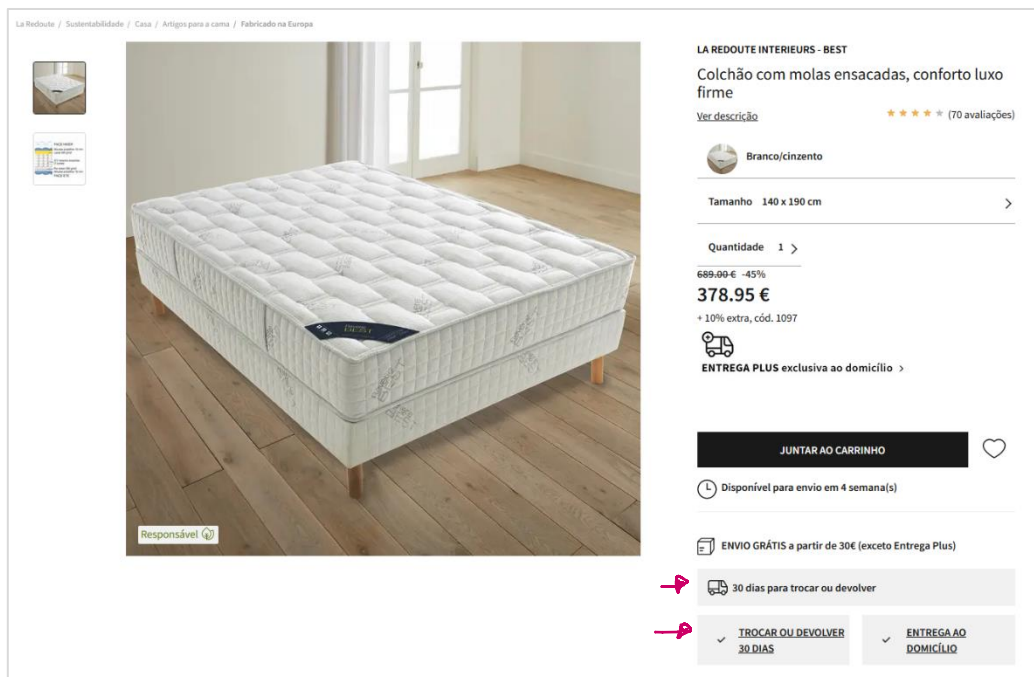 La Redoute / Sustentabilidade / Casa / Artigos para a cama / Fabricado na Europa
LA REDOUTE INTERIEURS - BEST
Colchão com molas ensacadas, conforto luxo
firme
Ver descrição (70 avaliações)
Branco/cinzento
Tamanho 140 x 190 cm
Quantidade 1
689.00 € -45%
378.95 €
+ 10% extra, cód. 1097
ENTREGA PLUS exclusiva ao domicílio >
JUNTAR AO CARRINHO
Disponível para envio em 4 semana(s)
Responsável
ENVIO GRÁTIS a partir de 30€ (exceto Entrega Plus)
30 dias para trocar ou devolver
TROCAR OU DEVOLVER
30 DIAS
ENTREGA AO
DOMICÍLIO